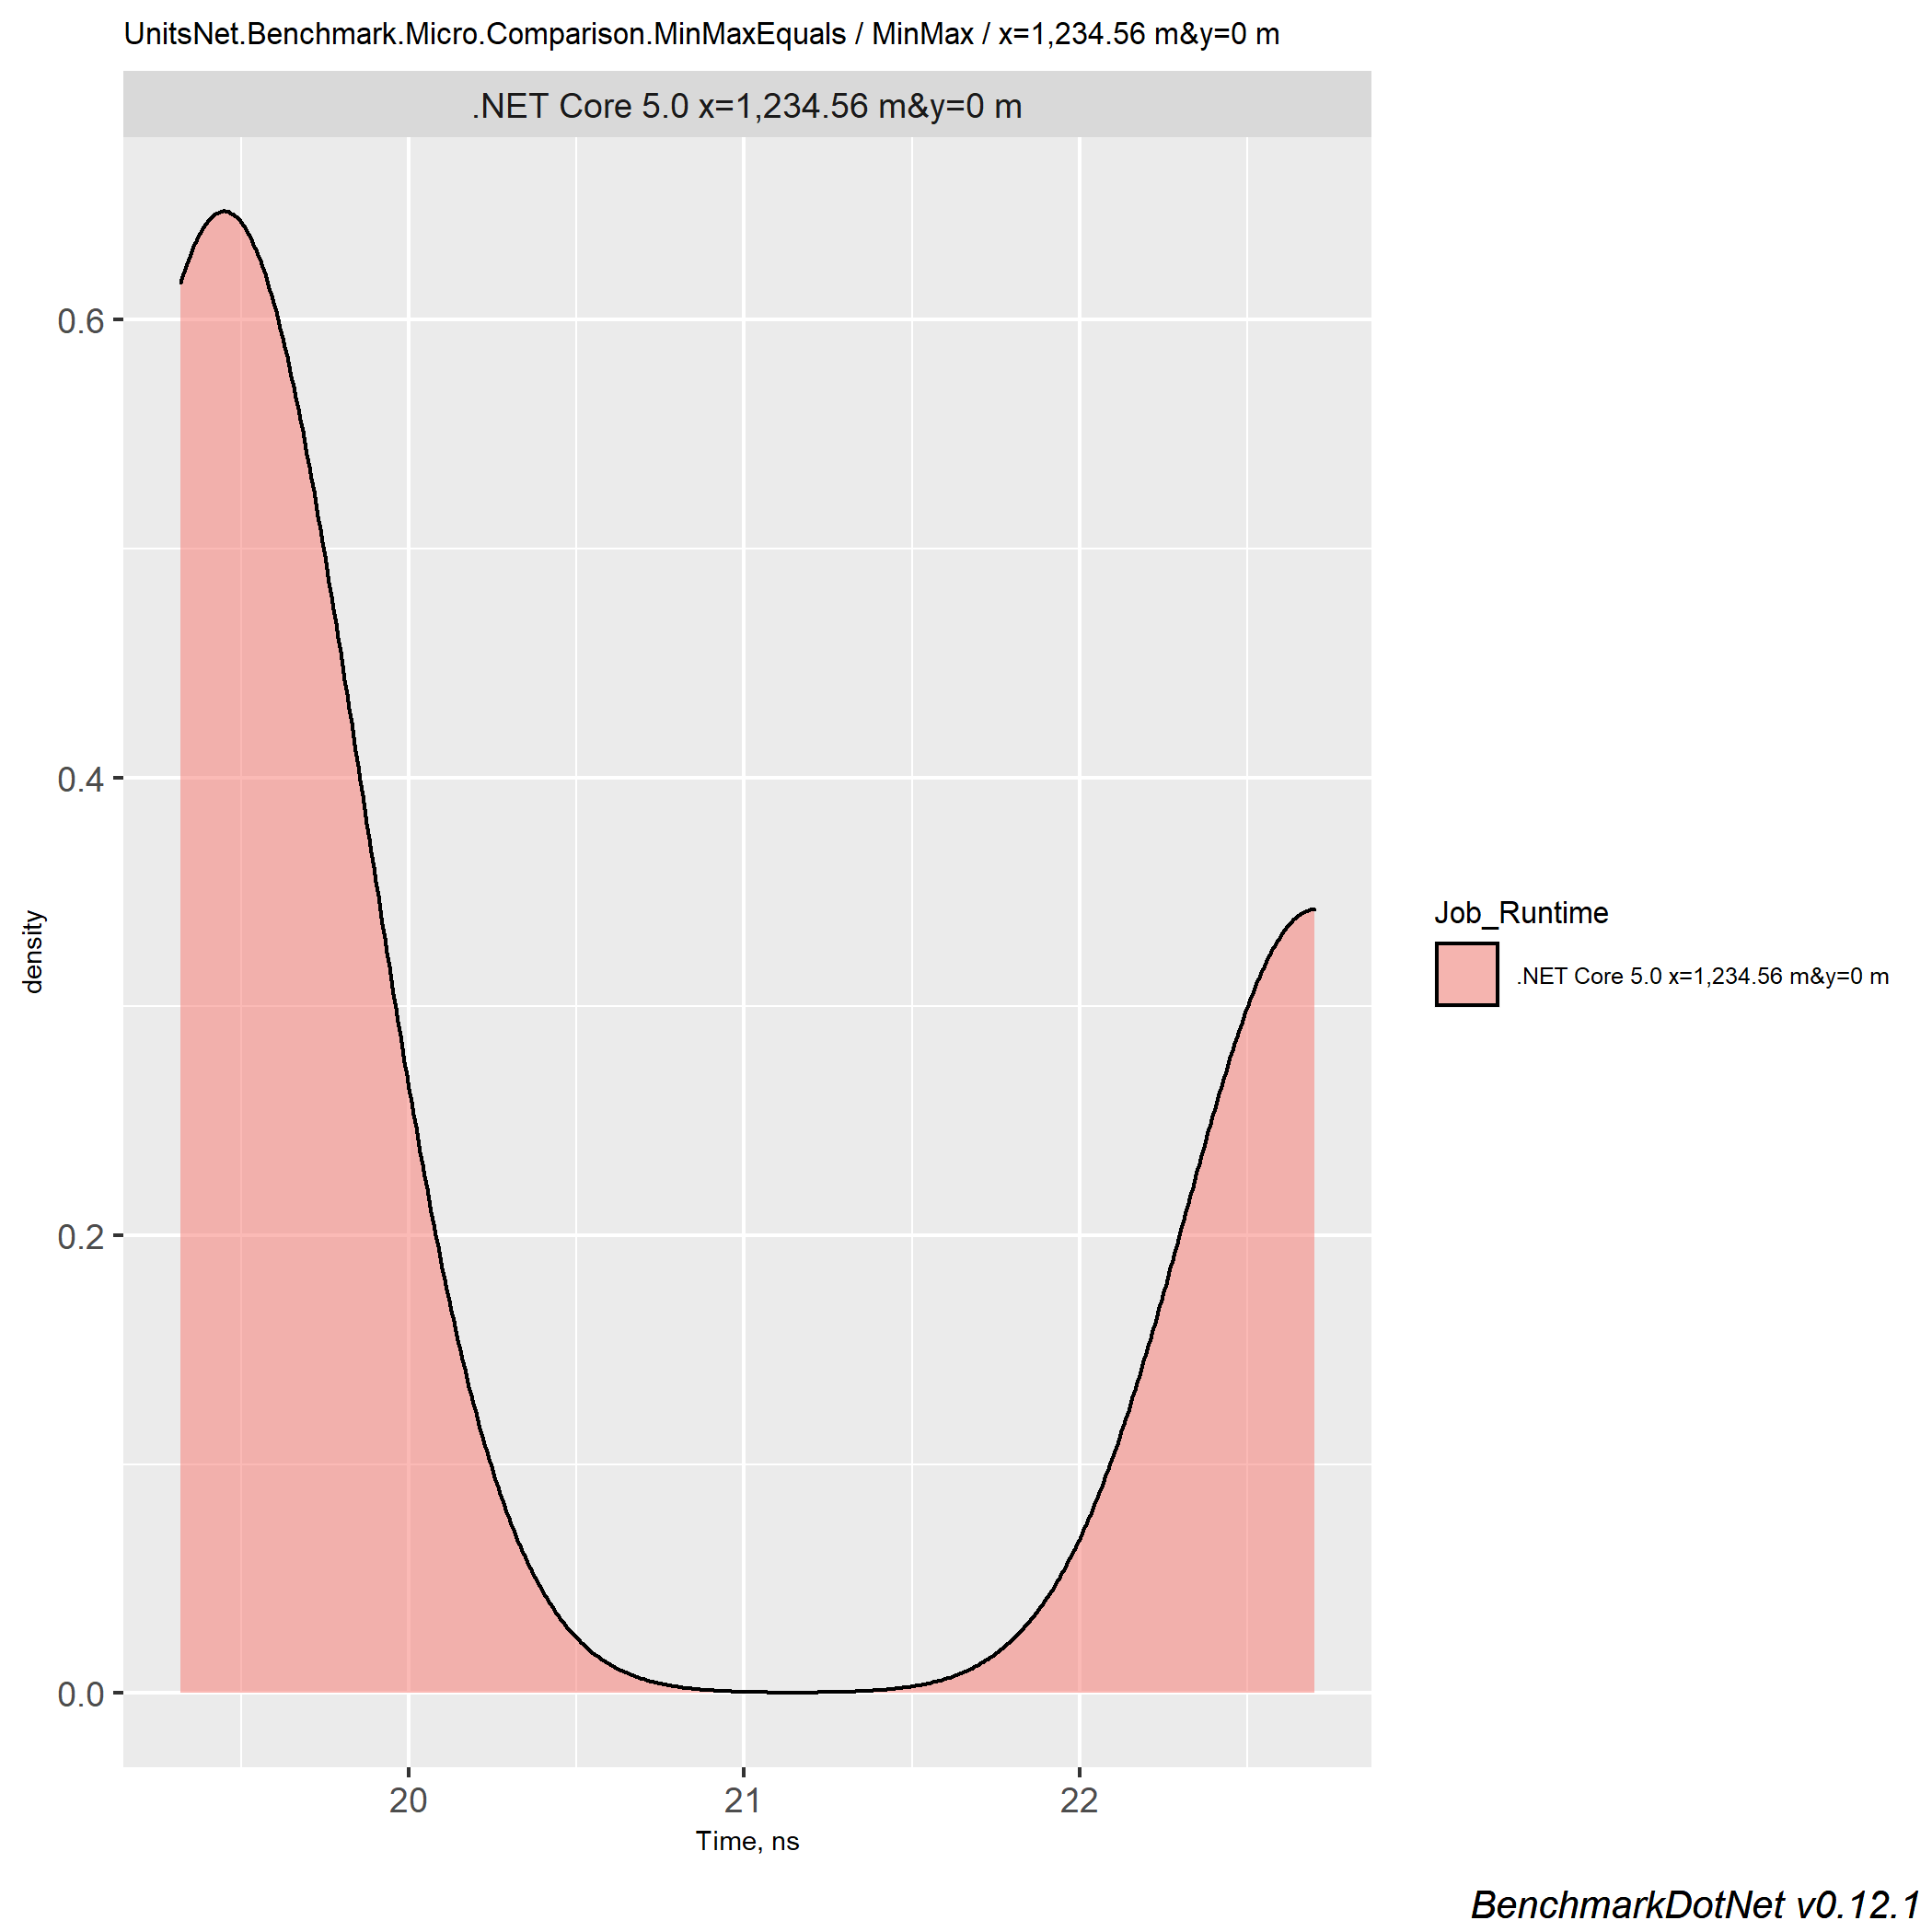 UnitsNet.Benchmark.Micro.Comparison.MinMaxEquals / MinMax / x=1,234.56 m&y=0 m
.NET Core 5.0 x=1,234.56 m&y=0 m
0.6
0.4
0.2
0.0
density
20 21 22
Time, ns
Job_Runtime
.NET Core 5.0 x=1,234.56 m&y=0 m
BenchmarkDotNet v0.12.1